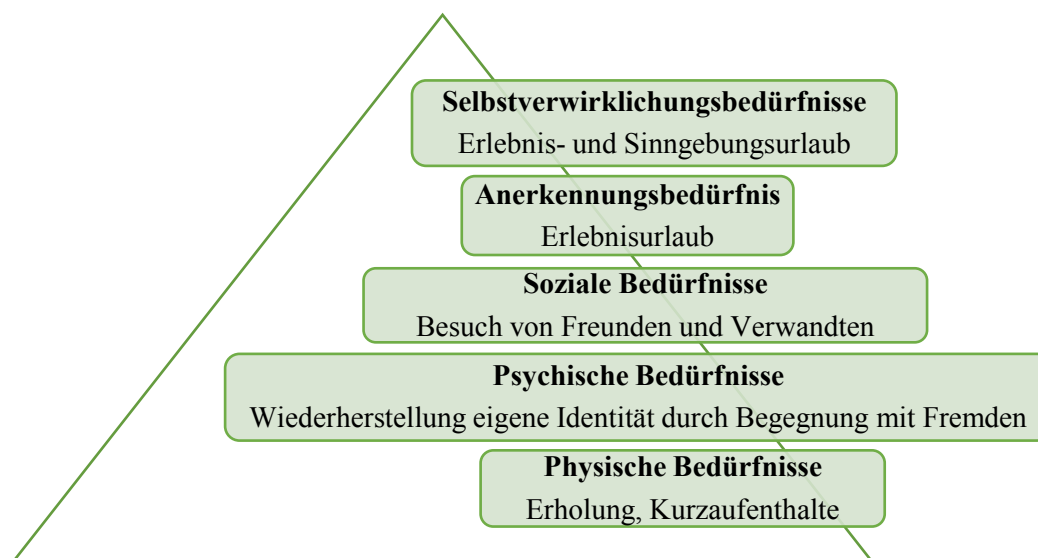 Selbstverwirklichungsbedürfnisse
Erlebnis- und Sinngebungsurlaub
Anerkennungsbedürfnis
Erlebnisurlaub
Soziale Bedürfnisse
Besuch von Freunden und Verwandten
Psychische Bedürfnisse
Wiederherstellung eigene Identität durch Begegnung mit Fremden
Physische Bedürfnisse
Erholung, Kurzaufenthalte